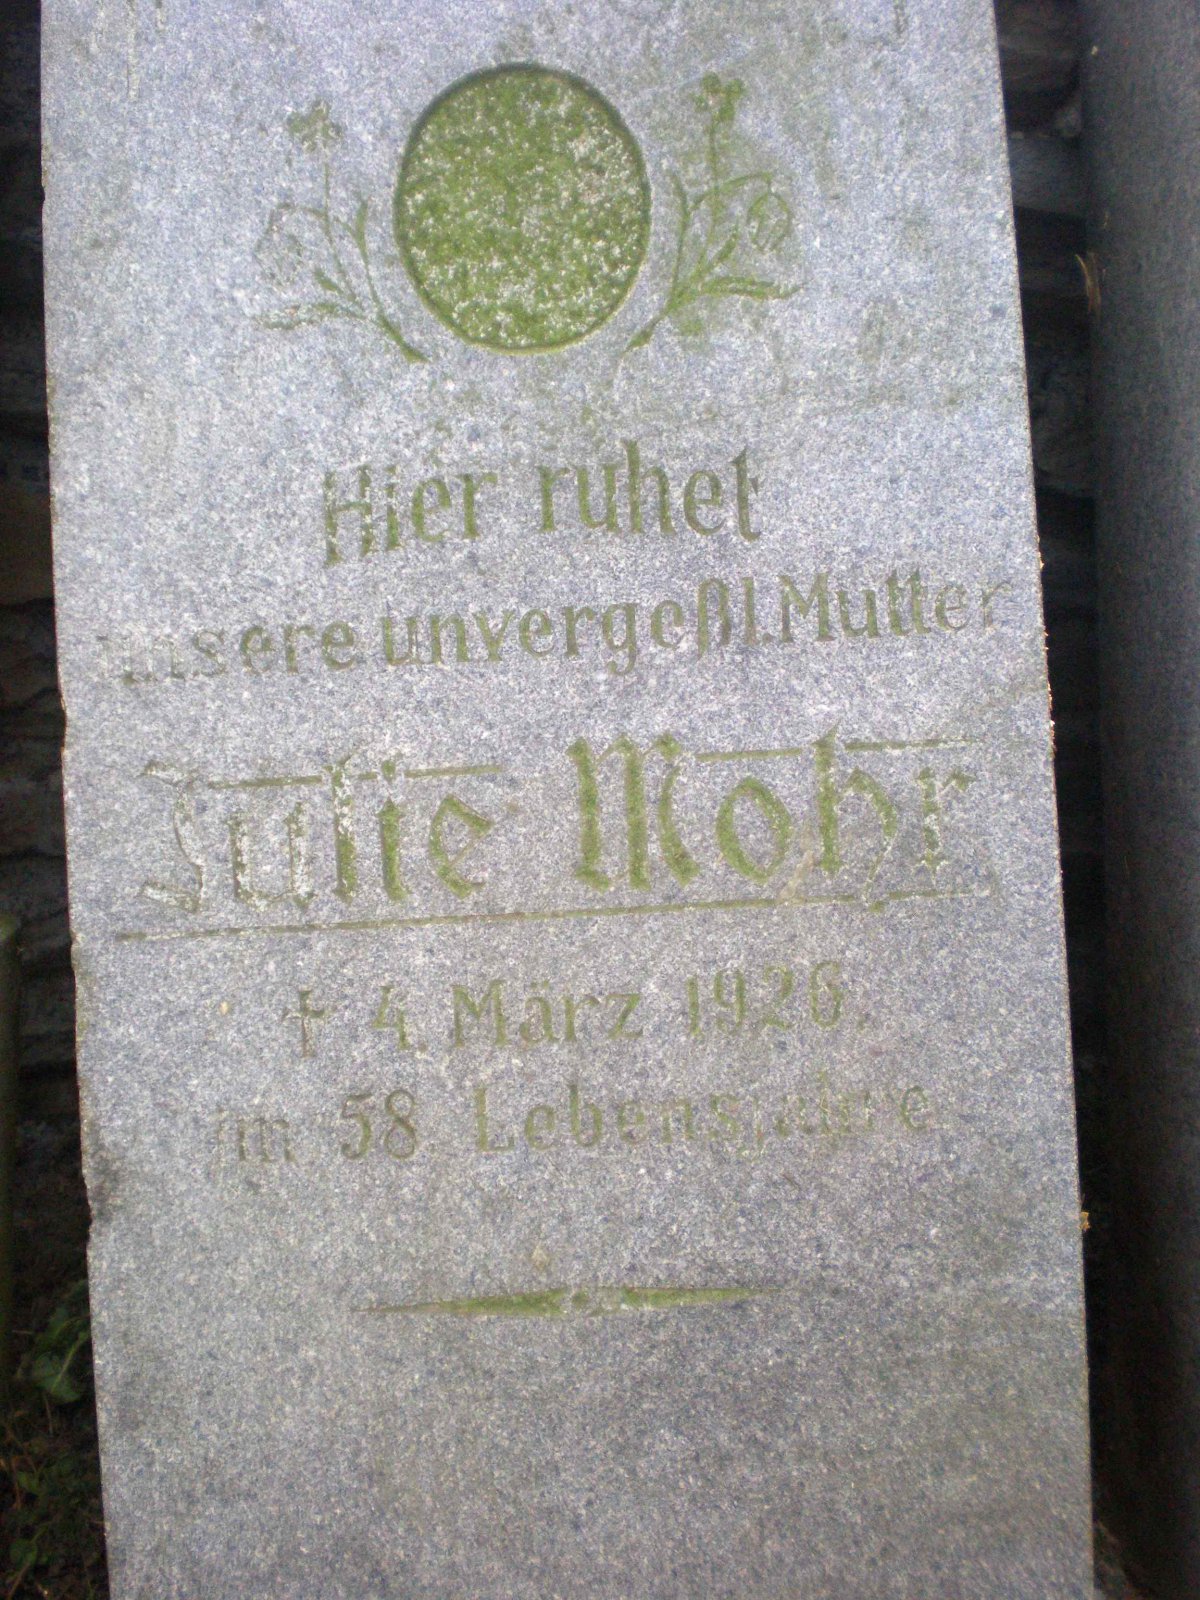 Hier ruhet
unsere unvergeßl. Mutter
Julie Mohr
† 4. März 1926.
im 58 Lebensjahre